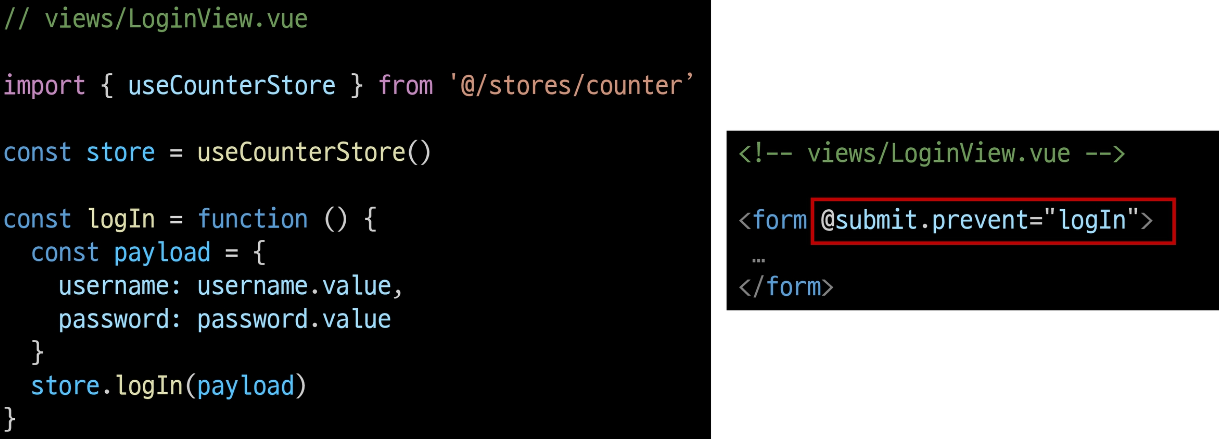 // views/LoginView.vue
import { useCounterStore } from '@/stores/counter’
const store = useCounterStore()
const logIn = function () {
const payload = {
username: username.value,
password: password.value
}
store.logIn(payload)
}
<!-- views/LoginView.vue -->
<form @submit.prevent="logIn">
…
</form>